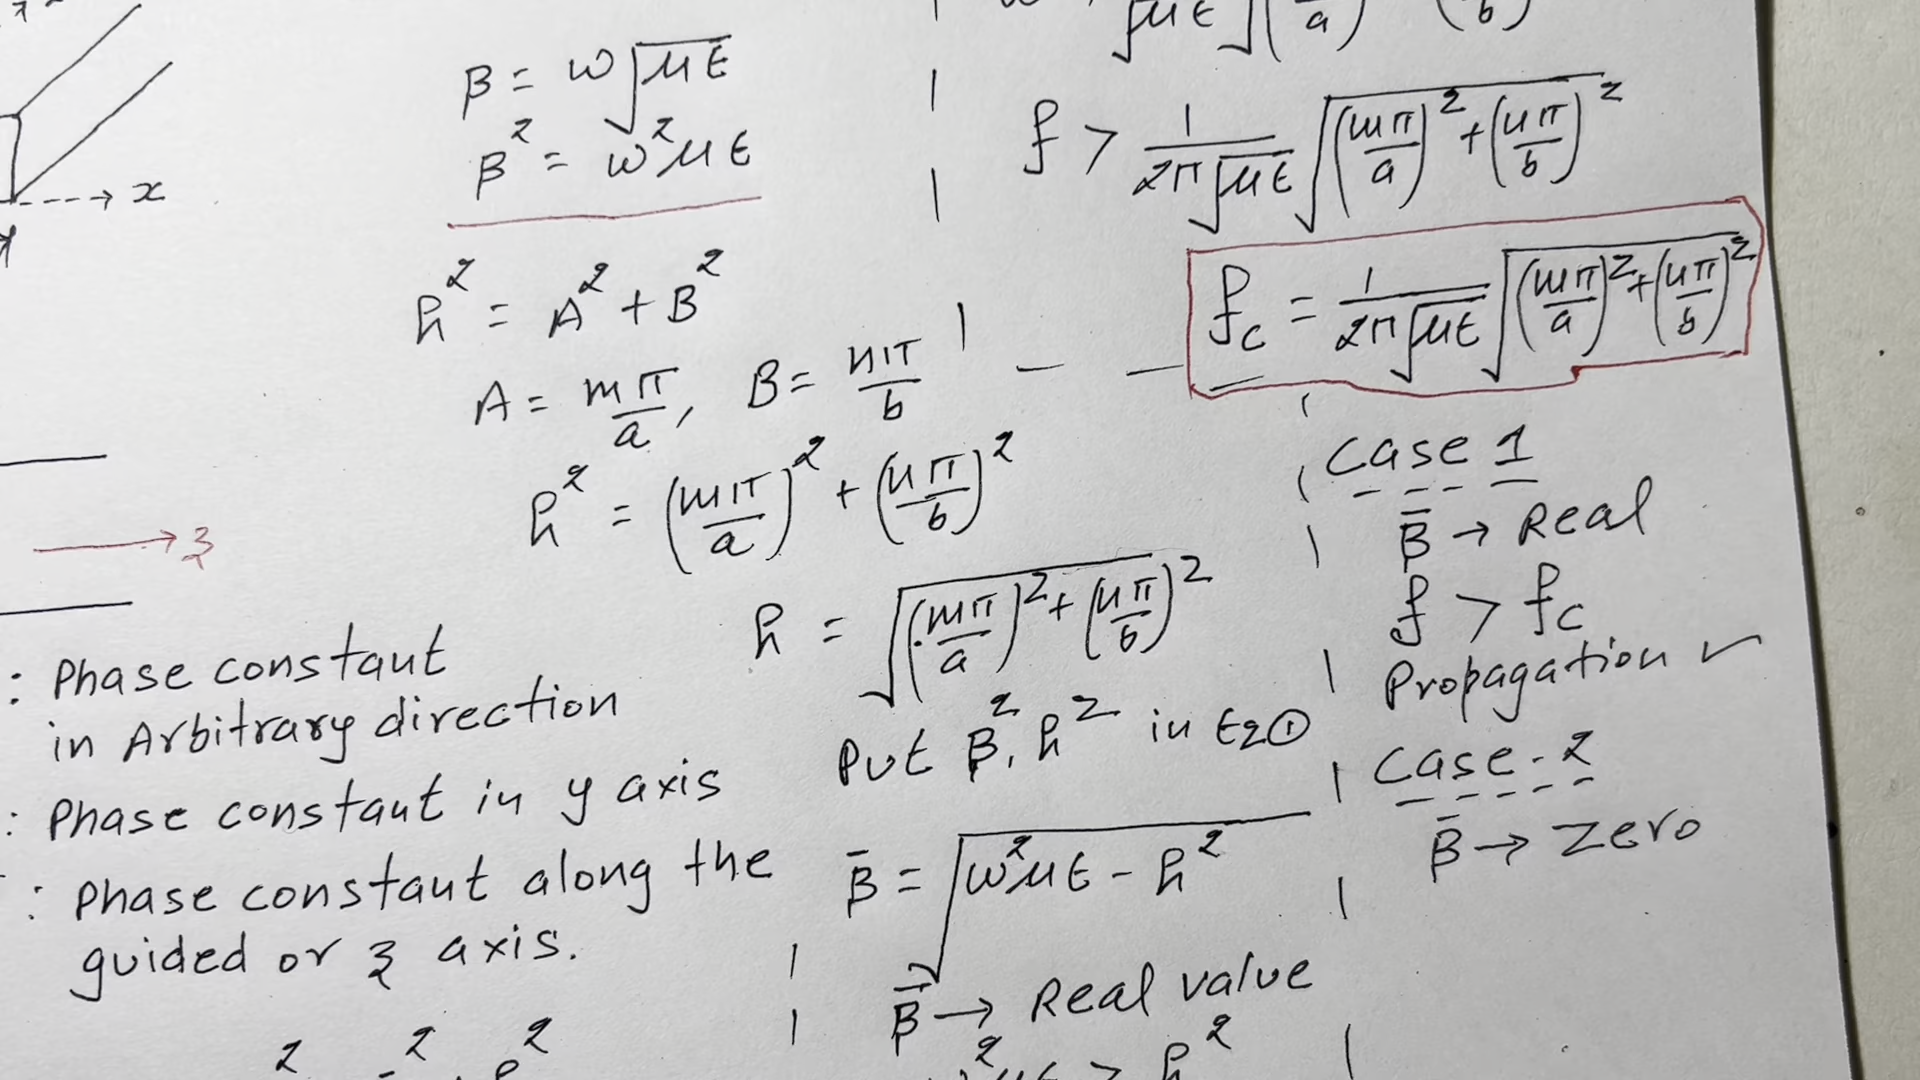 x
z
: Phase constant
in Arbitrary direction
: Phase constant in y axis
: Phase constant along the
guided or z axis.
β = ω√με
β² = ω²με
h² = A² + B²
A = mπ/a, B = nπ/b
h² = (mπ/a)² + (nπ/b)²
h = √((mπ/a)² + (nπ/b)²)
Put β², h² in Eq①
β̄ = √(ω²με - h²)
β̄ → Real value
ω²με > h²
f > 1/(2π√με) √((mπ/a)² + (nπ/b)²)
fc = 1/(2π√με) √((mπ/a)² + (nπ/b)²)
Case 1
β̄ → Real
f > fc
Propagation ✓
Case - 2
β̄ → Zero